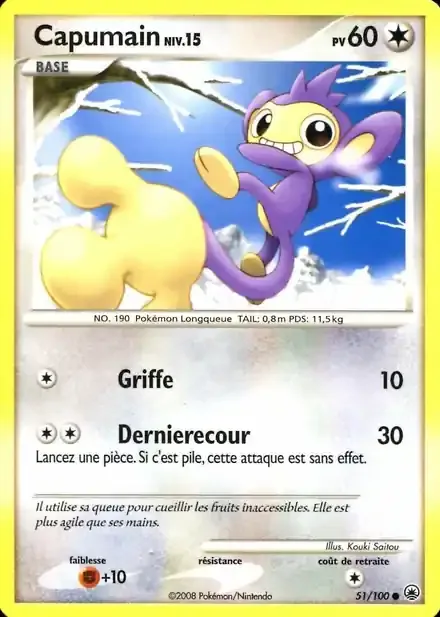 Capumain NIV.15 PV 60
BASE
NO. 190 Pokémon Longqueue TAIL: 0,8m PDS: 11,5kg
Griffe 10
Dernierecour 30
Lancez une pièce. Si c'est pile, cette attaque est sans effet.
Il utilise sa queue pour cueillir les fruits inaccessibles. Elle est
plus agile que ses mains.
Illus. Kouki Saitou
faiblesse résistance coût de retraite
+10
©2008 Pokémon/Nintendo 51/100